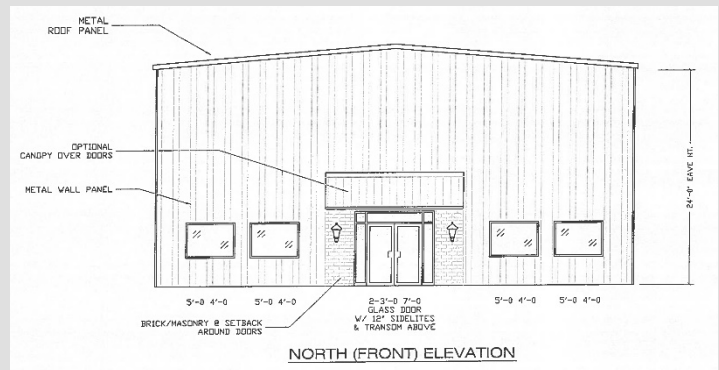 METAL
ROOF PANEL
OPTIONAL
CANOPY OVER DOORS
METAL WALL PANEL
24'-0" EAVE HT.
5'-0 4'-0
5'-0 4'-0
2-3'-0 7'-0
GLASS DOOR
W/ 12" SIDELITES
& TRANSOM ABOVE
5'-0 4'-0
5'-0 4'-0
BRICK/MASONRY @ SETBACK
AROUND DOORS
NORTH (FRONT) ELEVATION